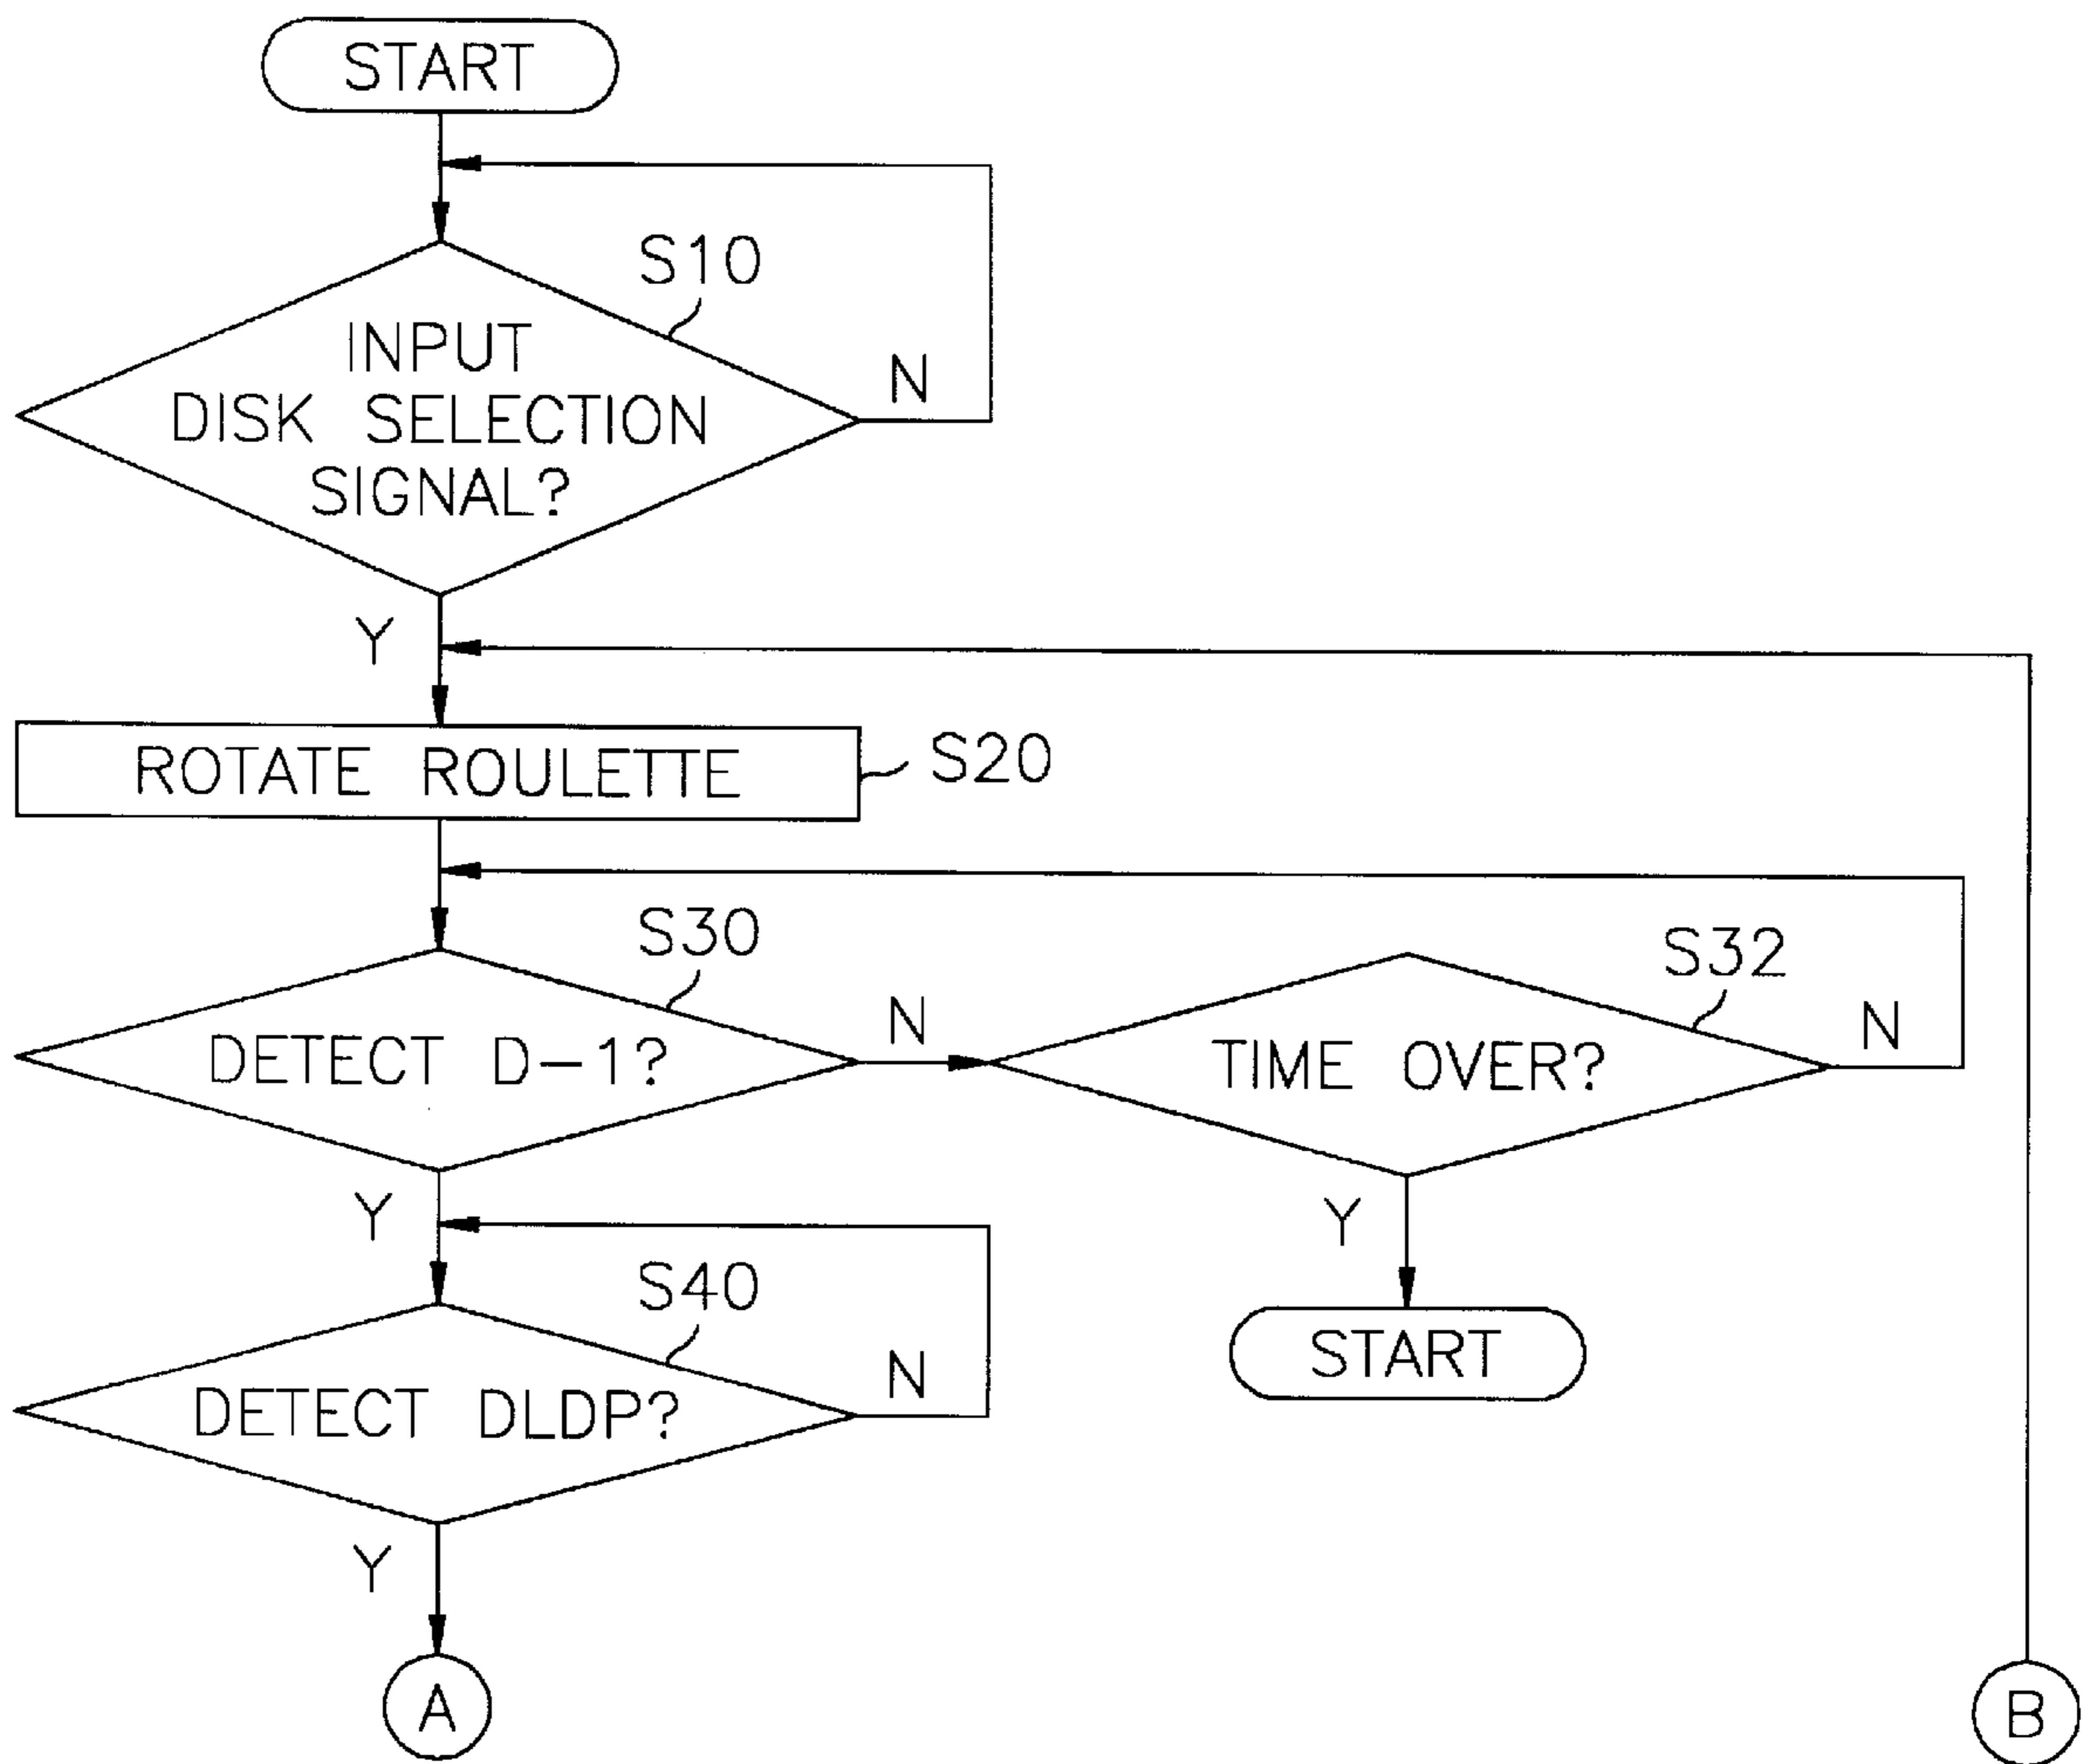 START
S10
INPUT
DISK SELECTION
SIGNAL?
N
Y
ROTATE ROULETTE
S20
S30
DETECT D-1?
N
S32
TIME OVER?
N
Y
Y
START
S40
DETECT DLDP?
N
Y
A
B